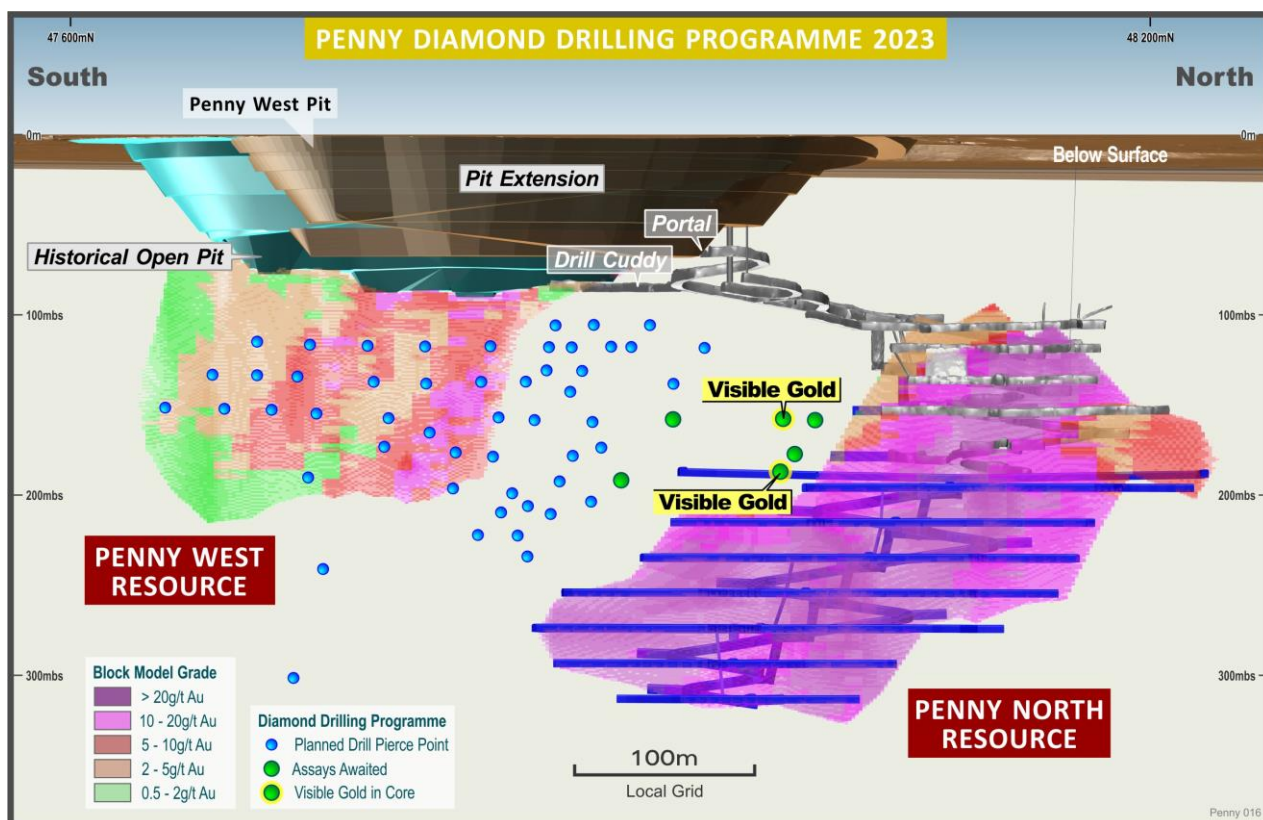 47 600mN
48 200mN
PENNY DIAMOND DRILLING PROGRAMME 2023
South
North
Penny West Pit
0m
0m
Below Surface
Pit Extension
Portal
Historical Open Pit
Drill Cuddy
100mbs
100mbs
Visible Gold
200mbs
200mbs
Visible Gold
PENNY WEST
RESOURCE
300mbs
300mbs
Block Model Grade
> 20g/t Au
10 - 20g/t Au
5 - 10g/t Au
2 - 5g/t Au
0.5 - 2g/t Au
Diamond Drilling Programme
Planned Drill Pierce Point
Assays Awaited
Visible Gold in Core
100m
Local Grid
PENNY NORTH
RESOURCE
Penny 016